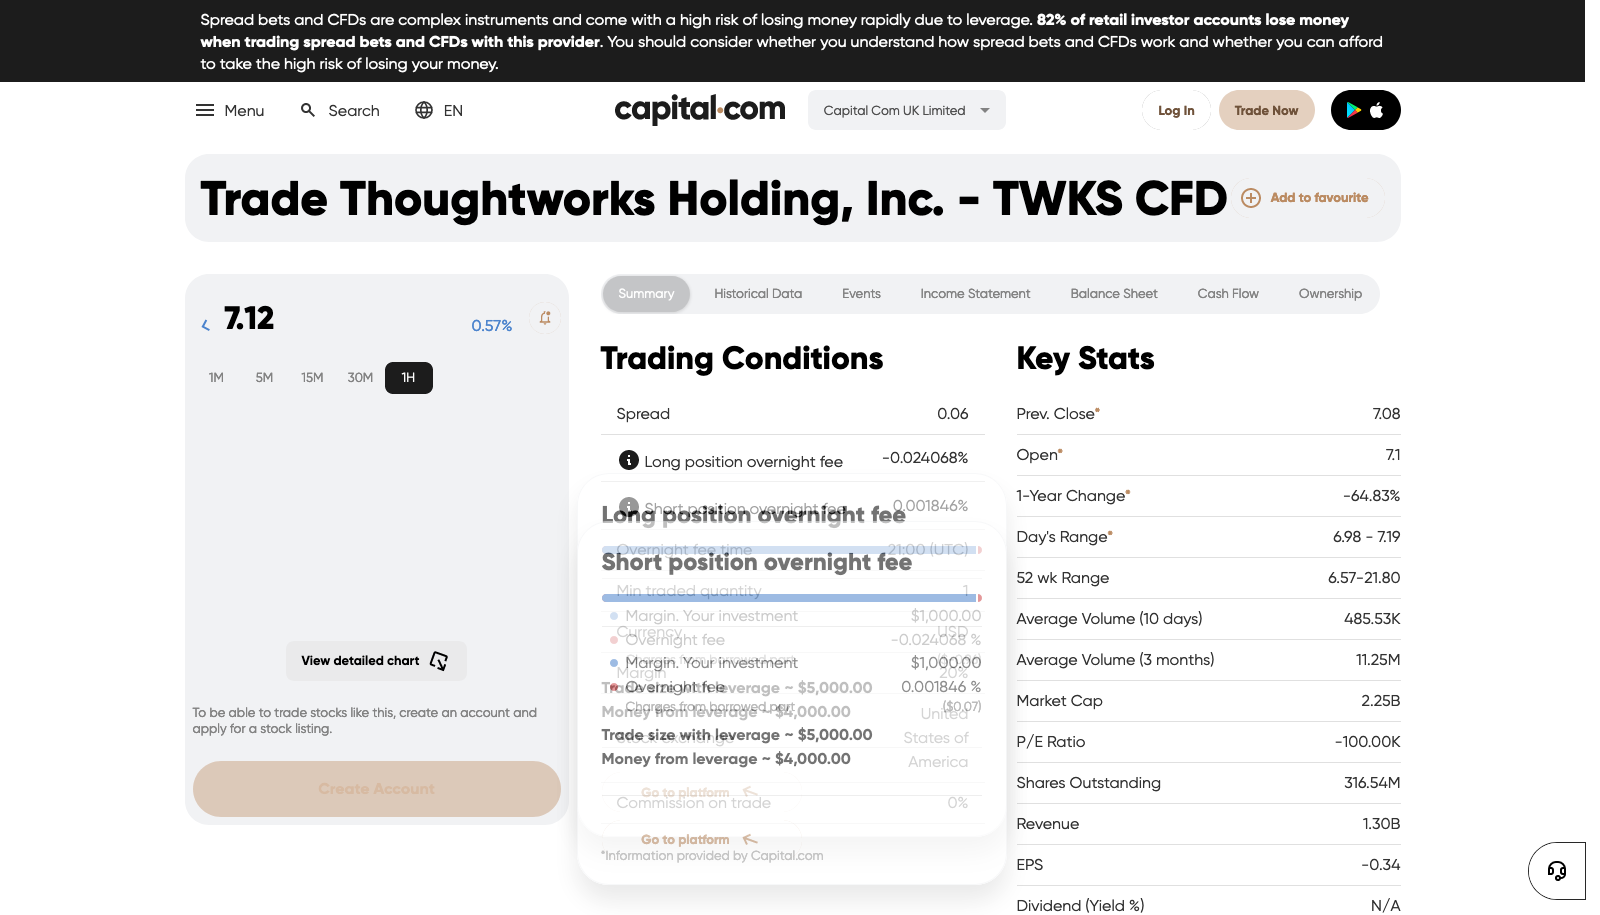 Spread bets and CFDs are complex instruments and come with a high risk of losing money rapidly due to leverage. 82% of retail investor accounts lose money
when trading spread bets and CFDs with this provider. You should consider whether you understand how spread bets and CFDs work and whether you can afford
to take the high risk of losing your money.
Menu Search EN capital.com Capital Com UK Limited Log In Trade Now
Trade Thoughtworks Holding, Inc. - TWKS CFD Add to favourite
7.12 0.57%
1M 5M 15M 30M 1H
View detailed chart
To be able to trade stocks like this, create an account and
apply for a stock listing.
Create Account
Summary Historical Data Events Income Statement Balance Sheet Cash Flow Ownership
Trading Conditions
Spread 0.06
Long position overnight fee -0.024068%
Short position overnight fee 0.001846%
Long position overnight fee
Overnight fee time 21:00 (UTC)
Short position overnight fee
Min traded quantity 1
Margin. Your investment $1,000.00
Currency USD
Overnight fee -0.024068 %
Margin. Your investment $1,000.00
Margin 20%
Overnight fee 0.001846 %
Trade size with leverage ~ $5,000.00
Charges from borrowed part ($0.07)
Money from leverage ~ $4,000.00
United
States of
America
Stock exchange
Trade size with leverage ~ $5,000.00
Money from leverage ~ $4,000.00
Go to platform
Commission on trade 0%
Go to platform
*Information provided by Capital.com
Key Stats
Prev. Close* 7.08
Open* 7.1
1-Year Change* -64.83%
Day's Range* 6.98 - 7.19
52 wk Range 6.57-21.80
Average Volume (10 days) 485.53K
Average Volume (3 months) 11.25M
Market Cap 2.25B
P/E Ratio -100.00K
Shares Outstanding 316.54M
Revenue 1.30B
EPS -0.34
Dividend (Yield %) N/A